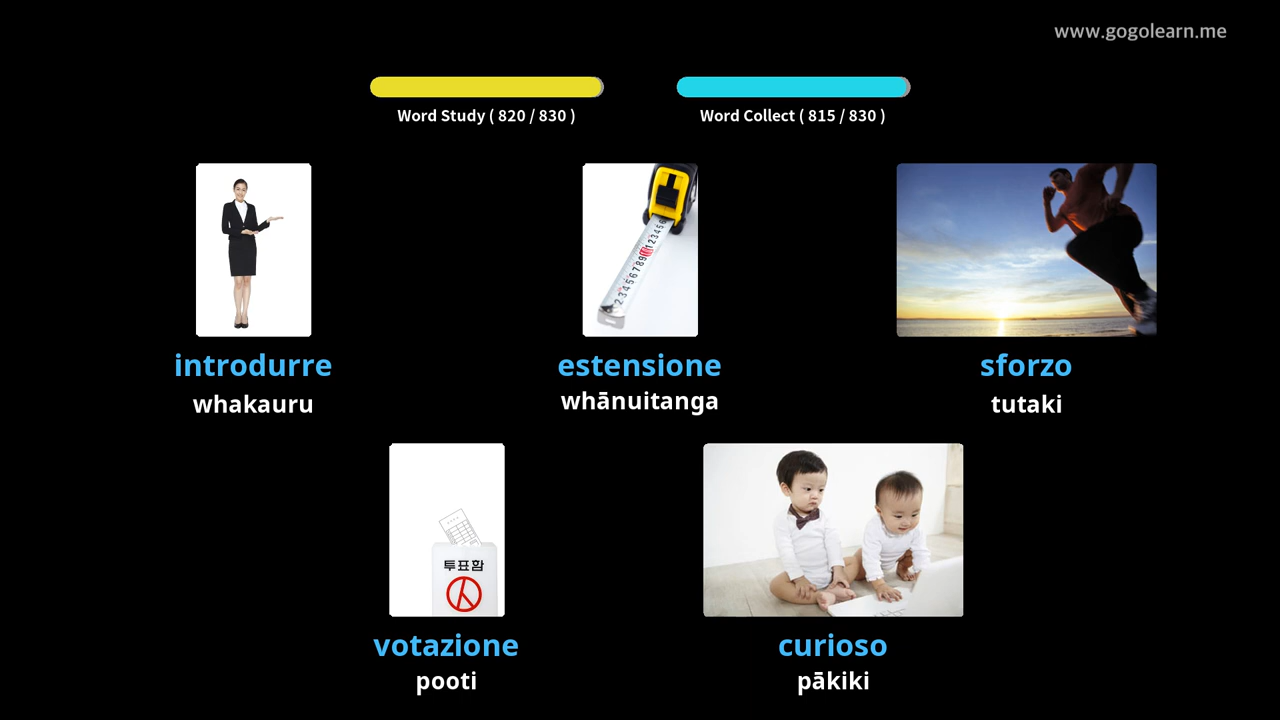 www.gogolearn.me
Word Study ( 820 / 830 )
Word Collect ( 815 / 830 )
introdurre
whakauru
estensione
whānuitanga
sforzo
tutaki
투표함
votazione
pooti
curioso
pākiki